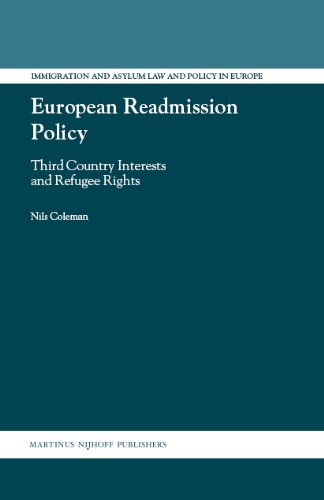 IMMIGRATION AND ASYLUM LAW AND POLICY IN EUROPE
European Readmission
Policy
Third Country Interests
and Refugee Rights
Nils Coleman
MARTINUS NIJHOFF PUBLISHERS